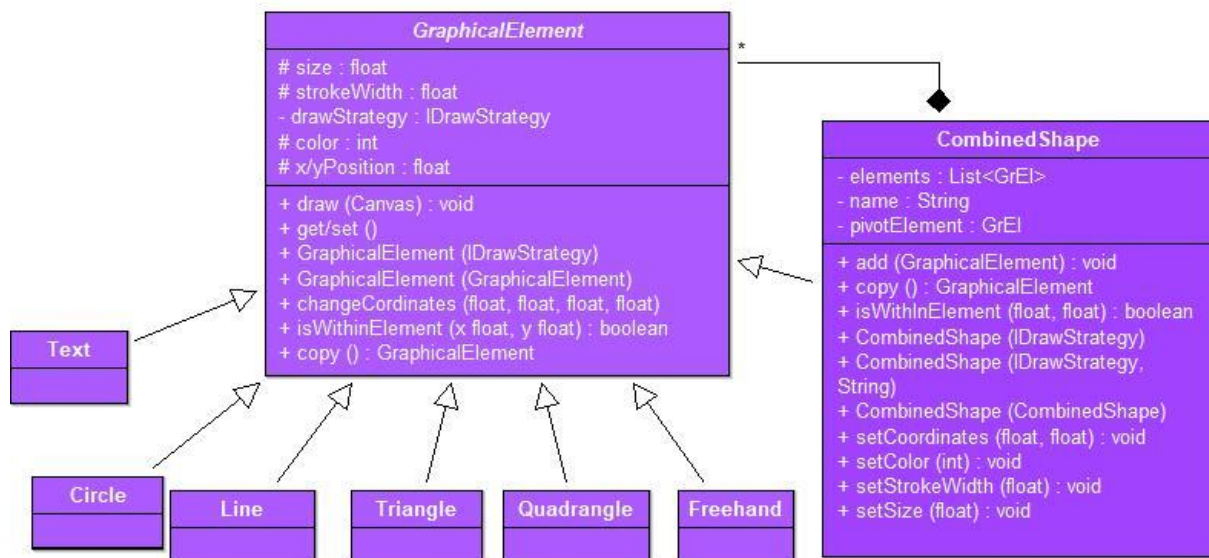 GraphicalElement
# size : float
# strokeWidth : float
- drawStrategy : IDrawStrategy
# color : int
# x/yPosition : float
+ draw (Canvas) : void
+ get/set ()
+ GraphicalElement (IDrawStrategy)
+ GraphicalElement (GraphicalElement)
+ changeCordinates (float, float, float, float)
+ isWithinElement (x float, y float) : boolean
+ copy () : GraphicalElement
*
CombinedShape
- elements : List<GrEl>
- name : String
- pivotElement : GrEl
+ add (GraphicalElement) : void
+ copy () : GraphicalElement
+ isWithInElement (float, float) : boolean
+ CombinedShape (IDrawStrategy)
+ CombinedShape (IDrawStrategy,
String)
+ CombinedShape (CombinedShape)
+ setCoordinates (float, float) : void
+ setColor (int) : void
+ setStrokeWidth (float) : void
+ setSize (float) : void
Text
Circle
Line
Triangle
Quadrangle
Freehand